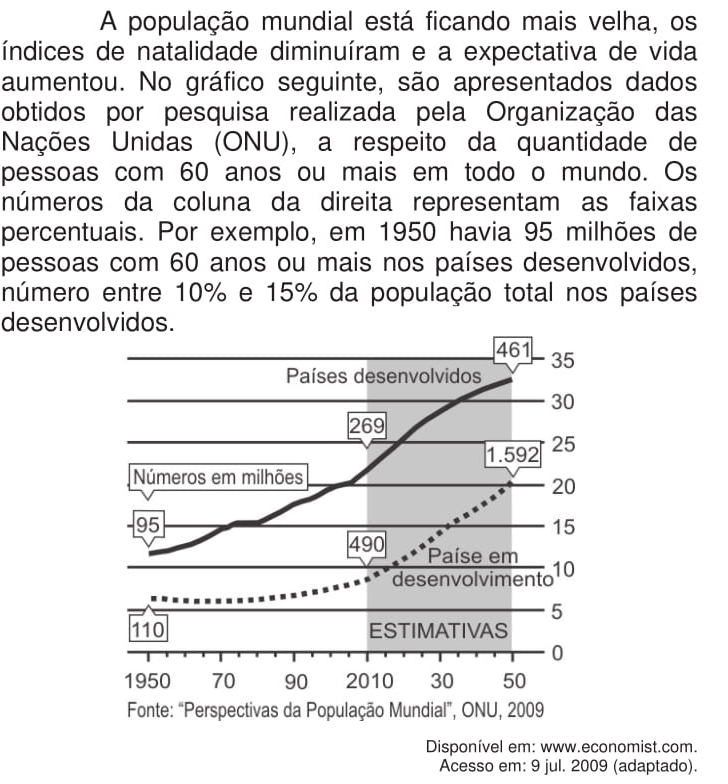 A população mundial está ficando mais velha, os
índices de natalidade diminuíram e a expectativa de vida
aumentou. No gráfico seguinte, são apresentados dados
obtidos por pesquisa realizada pela Organização das
Nações Unidas (ONU), a respeito da quantidade de
pessoas com 60 anos ou mais em todo o mundo. Os
números da coluna da direita representam as faixas
percentuais. Por exemplo, em 1950 havia 95 milhões de
pessoas com 60 anos ou mais nos países desenvolvidos,
número entre 10% e 15% da população total nos países
desenvolvidos.
461
35
Países desenvolvidos
30
269
25
1.592
Números em milhões
20
95
15
490
Paíse em
desenvolvimento
10
5
110
ESTIMATIVAS
0
1950 70 90 2010 30 50
Fonte: “Perspectivas da População Mundial”, ONU, 2009
Disponível em: www.economist.com.
Acesso em: 9 jul. 2009 (adaptado).